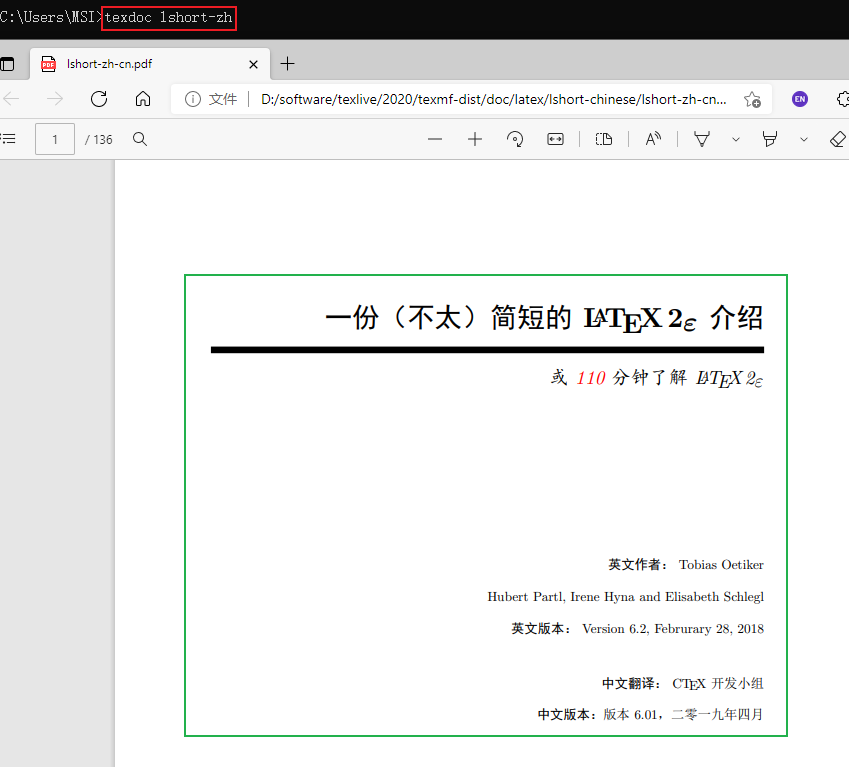 C:\Users\MSI>texdoc lshort-zh
lshort-zh-cn.pdf
文件 D:/software/texlive/2020/texmf-dist/doc/latex/lshort-chinese/lshort-zh-cn...
EN
1 / 136
一份（不太）简短的 LATEX 2ε 介绍
或 110 分钟了解 LATEX 2ε
英文作者： Tobias Oetiker
Hubert Partl, Irene Hyna and Elisabeth Schlegl
英文版本： Version 6.2, Februrary 28, 2018
中文翻译： CTEX 开发小组
中文版本：版本 6.01，二零一九年四月